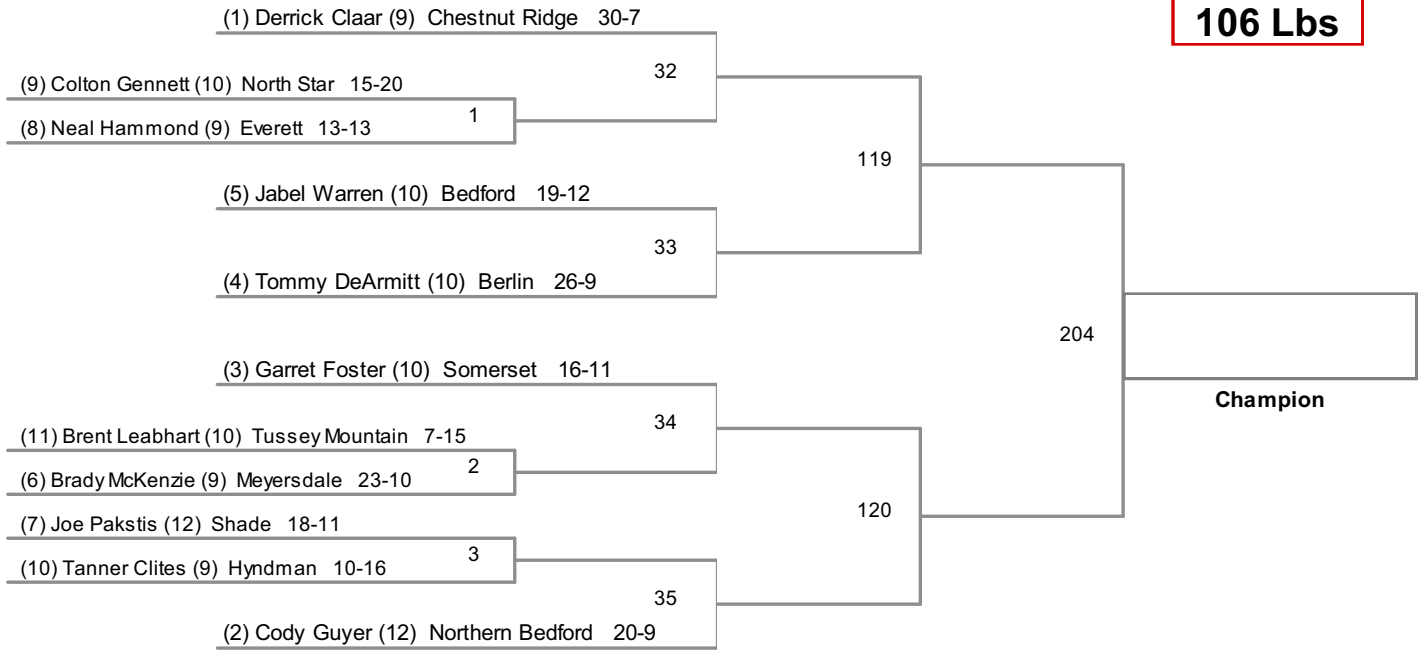 (1) Derrick Claar (9) Chestnut Ridge 30-7
106 Lbs
32
(9) Colton Gennett (10) North Star 15-20
1
(8) Neal Hammond (9) Everett 13-13
119
(5) Jabel Warren (10) Bedford 19-12
33
(4) Tommy DeArmitt (10) Berlin 26-9
204
(3) Garret Foster (10) Somerset 16-11
Champion
34
(11) Brent Leabhart (10) Tussey Mountain 7-15
2
(6) Brady McKenzie (9) Meyersdale 23-10
120
(7) Joe Pakstis (12) Shade 18-11
3
(10) Tanner Clites (9) Hyndman 10-16
35
(2) Cody Guyer (12) Northern Bedford 20-9